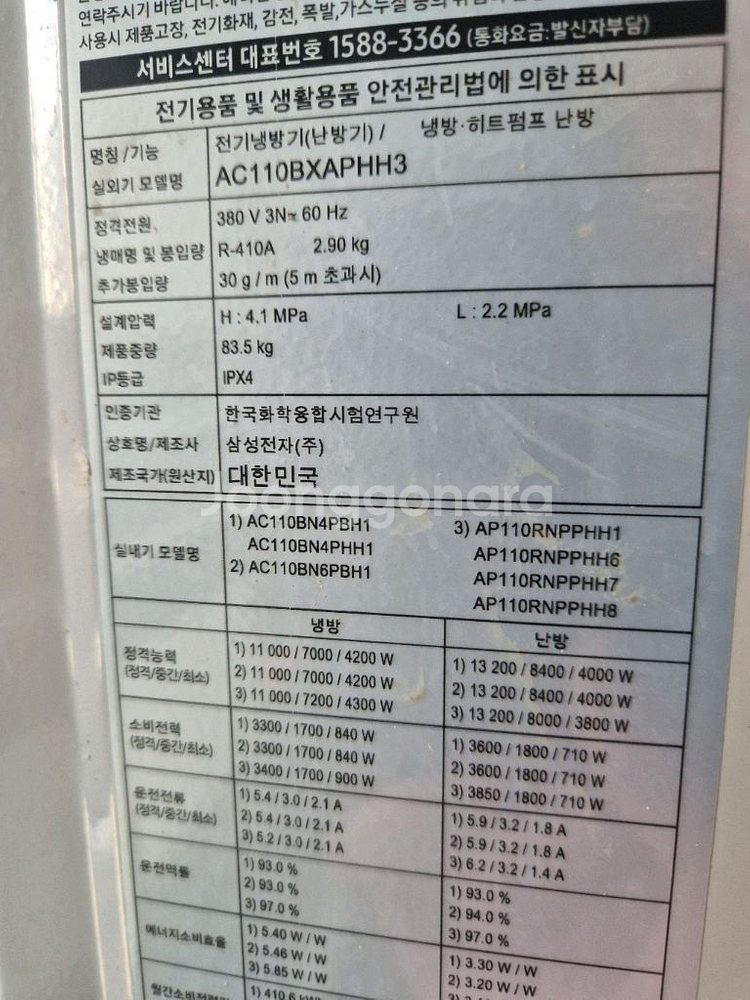 연락주시기 바랍니다.
사용시 제품고장, 전기화재, 감전, 폭발,가스누설 등의
서비스센터 대표번호 1588-3366 (통화요금:발신자부담)
전기용품 및 생활용품 안전관리법에 의한 표시
명칭 /기능 전기냉방기(난방기) / 냉방·히트펌프 난방
실외기 모델명 AC110BXAPHH3
정격전원 380 V 3N~ 60 Hz
냉매명 및 봉입량 R-410A 2.90 kg
추가봉입량 30 g / m (5 m 초과시)
설계압력 H : 4.1 MPa L : 2.2 MPa
제품중량 83.5 kg
IP등급 IPX4
인증기관 한국화학융합시험연구원
상호명/제조사 삼성전자(주)
제조국가(원산지) 대한민국
Joonggonara
실내기 모델명
1) AC110BN4PBH1
AC110BN4PHH1
2) AC110BN6PBH1
3) AP110RNPPHH1
AP110RNPPHH6
AP110RNPPHH7
AP110RNPPHH8
냉방 난방
정격능력
(정격/중간/최소)
1) 11 000 / 7000 / 4200 W
2) 11 000 / 7000 / 4200 W
3) 11 000 / 7200 / 4300 W
1) 13 200 / 8400 / 4000 W
2) 13 200 / 8400 / 4000 W
3) 13 200 / 8000 / 3800 W
소비전력
(정격/중간/최소)
1) 3300 / 1700 / 840 W
2) 3300 / 1700 / 840 W
3) 3400 / 1700 / 900 W
1) 3600 / 1800 / 710 W
2) 3600 / 1800 / 710 W
3) 3850 / 1800 / 710 W
운전전류
(정격/중간/최소)
1) 5.4 / 3.0 / 2.1 A
2) 5.4 / 3.0 / 2.1 A
3) 5.2 / 3.0 / 2.1 A
1) 5.9 / 3.2 / 1.8 A
2) 5.9 / 3.2 / 1.8 A
3) 6.2 / 3.2 / 1.4 A
운전역률
1) 93.0 %
2) 93.0 %
3) 97.0 %
1) 93.0 %
2) 94.0 %
3) 97.0 %
에너지소비효율
1) 5.40 W / W
2) 5.46 W / W
3) 5.85 W / W
1) 3.30 W / W
2) 3.20 W / W
월간소비전력량 1) 410.6 kWh